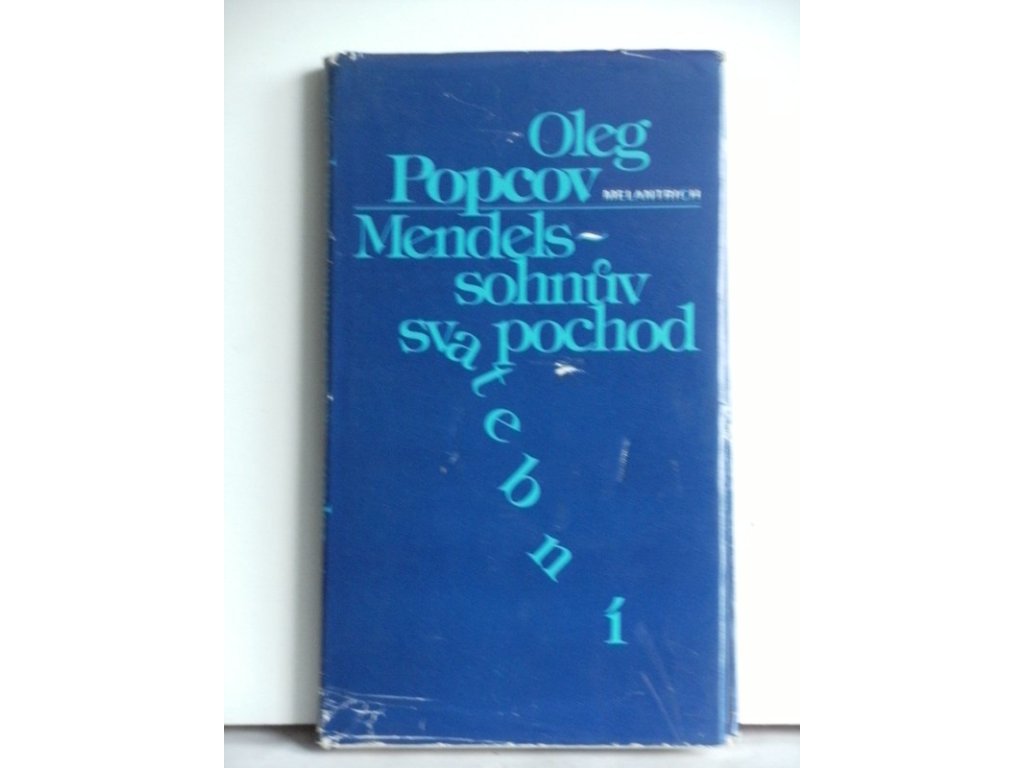 Oleg
Popcov
MELANTRICH
Mendels-
sohnův
svatební pochod